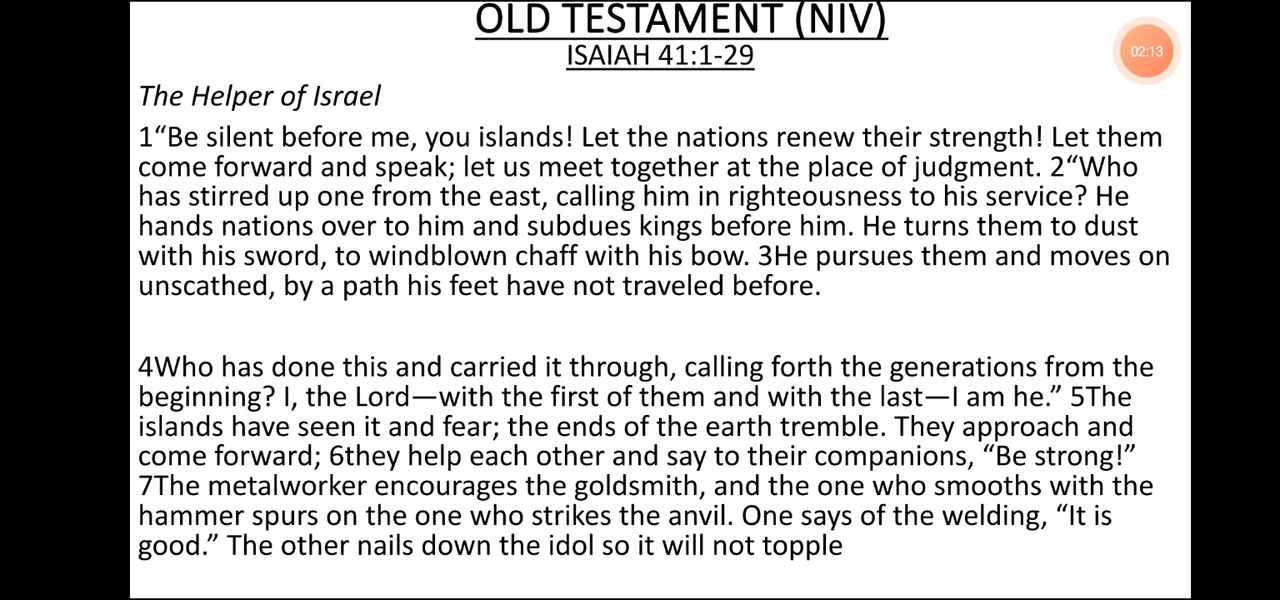 OLD TESTAMENT (NIV)
ISAIAH 41:1-29
02:13
The Helper of Israel
1“Be silent before me, you islands! Let the nations renew their strength! Let them
come forward and speak; let us meet together at the place of judgment. 2“Who
has stirred up one from the east, calling him in righteousness to his service? He
hands nations over to him and subdues kings before him. He turns them to dust
with his sword, to windblown chaff with his bow. 3He pursues them and moves on
unscathed, by a path his feet have not traveled before.
4Who has done this and carried it through, calling forth the generations from the
beginning? I, the Lord—with the first of them and with the last—I am he.” 5The
islands have seen it and fear; the ends of the earth tremble. They approach and
come forward; 6they help each other and say to their companions, “Be strong!”
7The metalworker encourages the goldsmith, and the one who smooths with the
hammer spurs on the one who strikes the anvil. One says of the welding, “It is
good.” The other nails down the idol so it will not topple